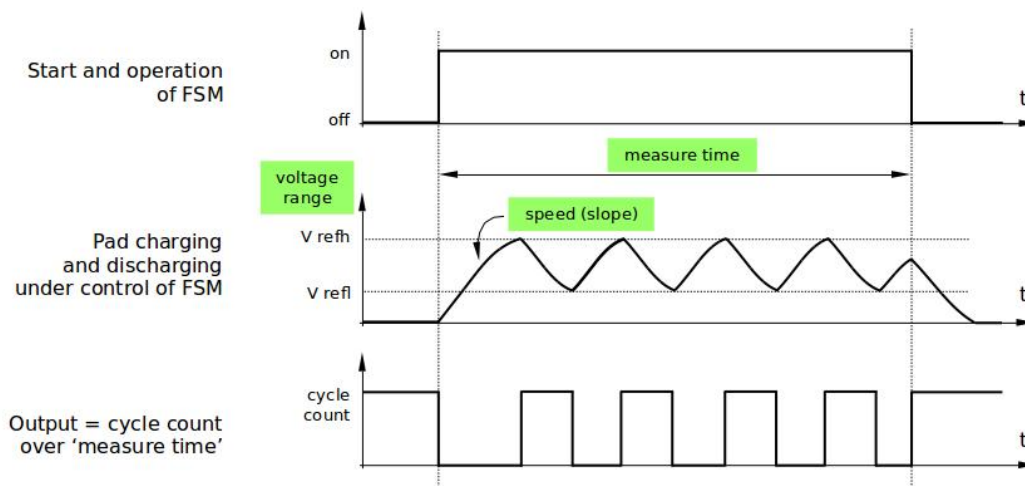 on
Start and operation
of FSM
off
t
measure time
voltage
range
speed (slope)
V refh
Pad charging
and discharging
under control of FSM
V refl
t
cycle
count
Output = cycle count
over ‘measure time’
t